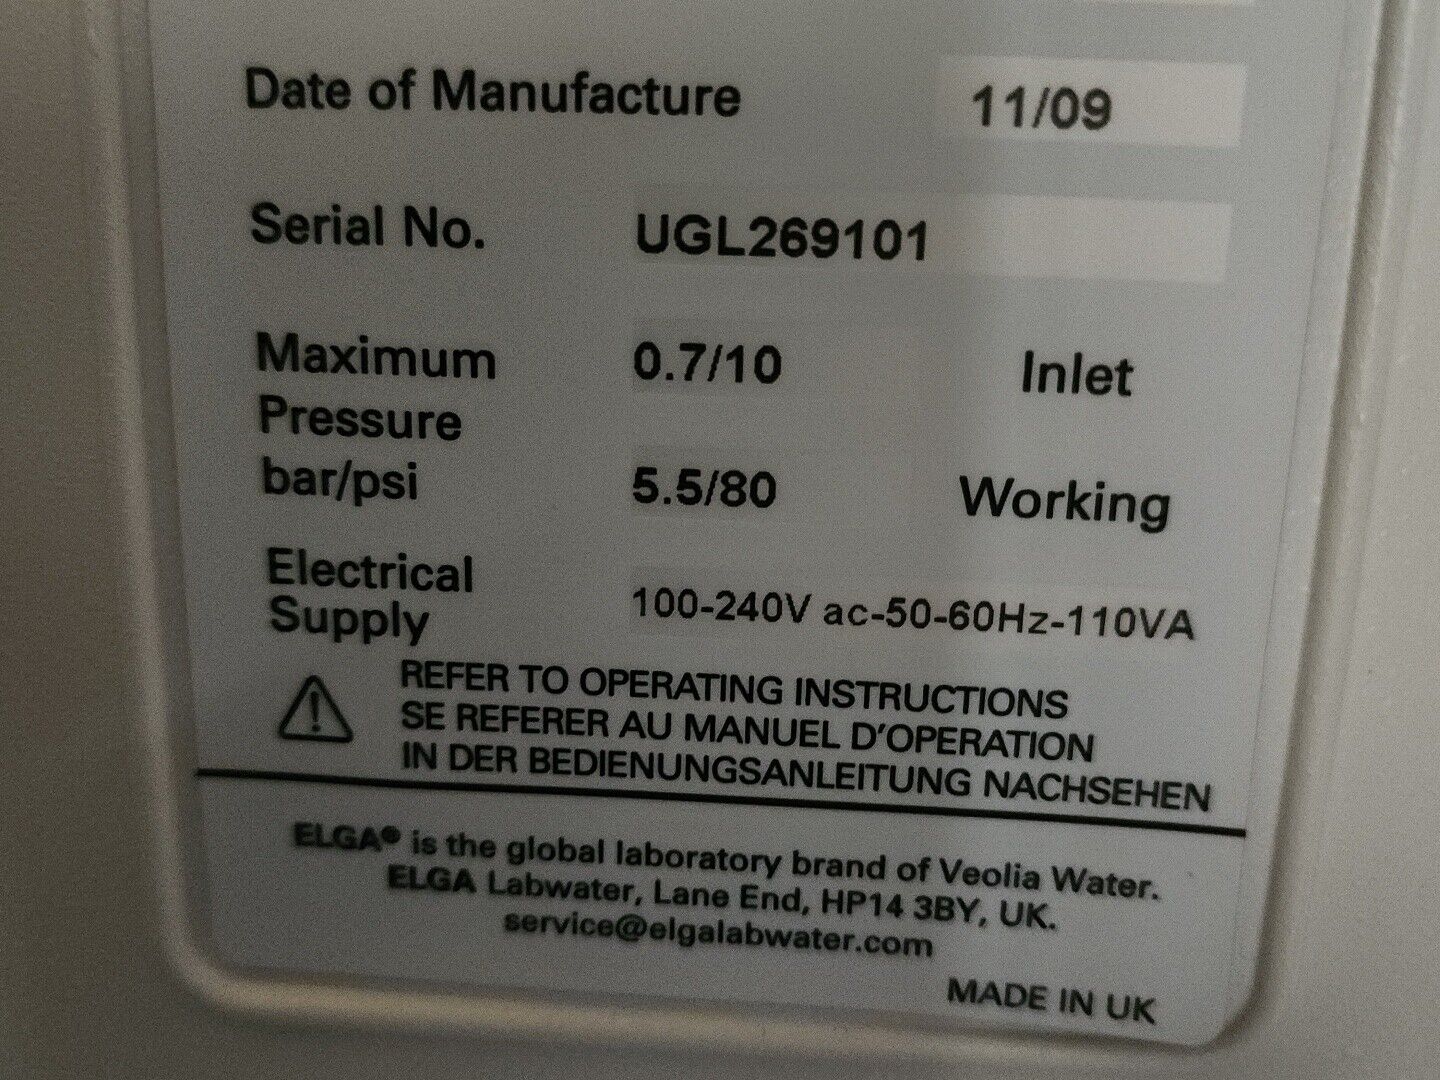 Date of Manufacture 11/09
Serial No. UGL269101
Maximum 0.7/10 Inlet
Pressure
bar/psi 5.5/80 Working
Electrical
Supply 100-240V ac-50-60Hz-110VA
REFER TO OPERATING INSTRUCTIONS
SE REFERER AU MANUEL D'OPERATION
IN DER BEDIENUNGSANLEITUNG NACHSEHEN
ELGA® is the global laboratory brand of Veolia Water.
ELGA Labwater, Lane End, HP14 3BY, UK.
service@elgalabwater.com
MADE IN UK